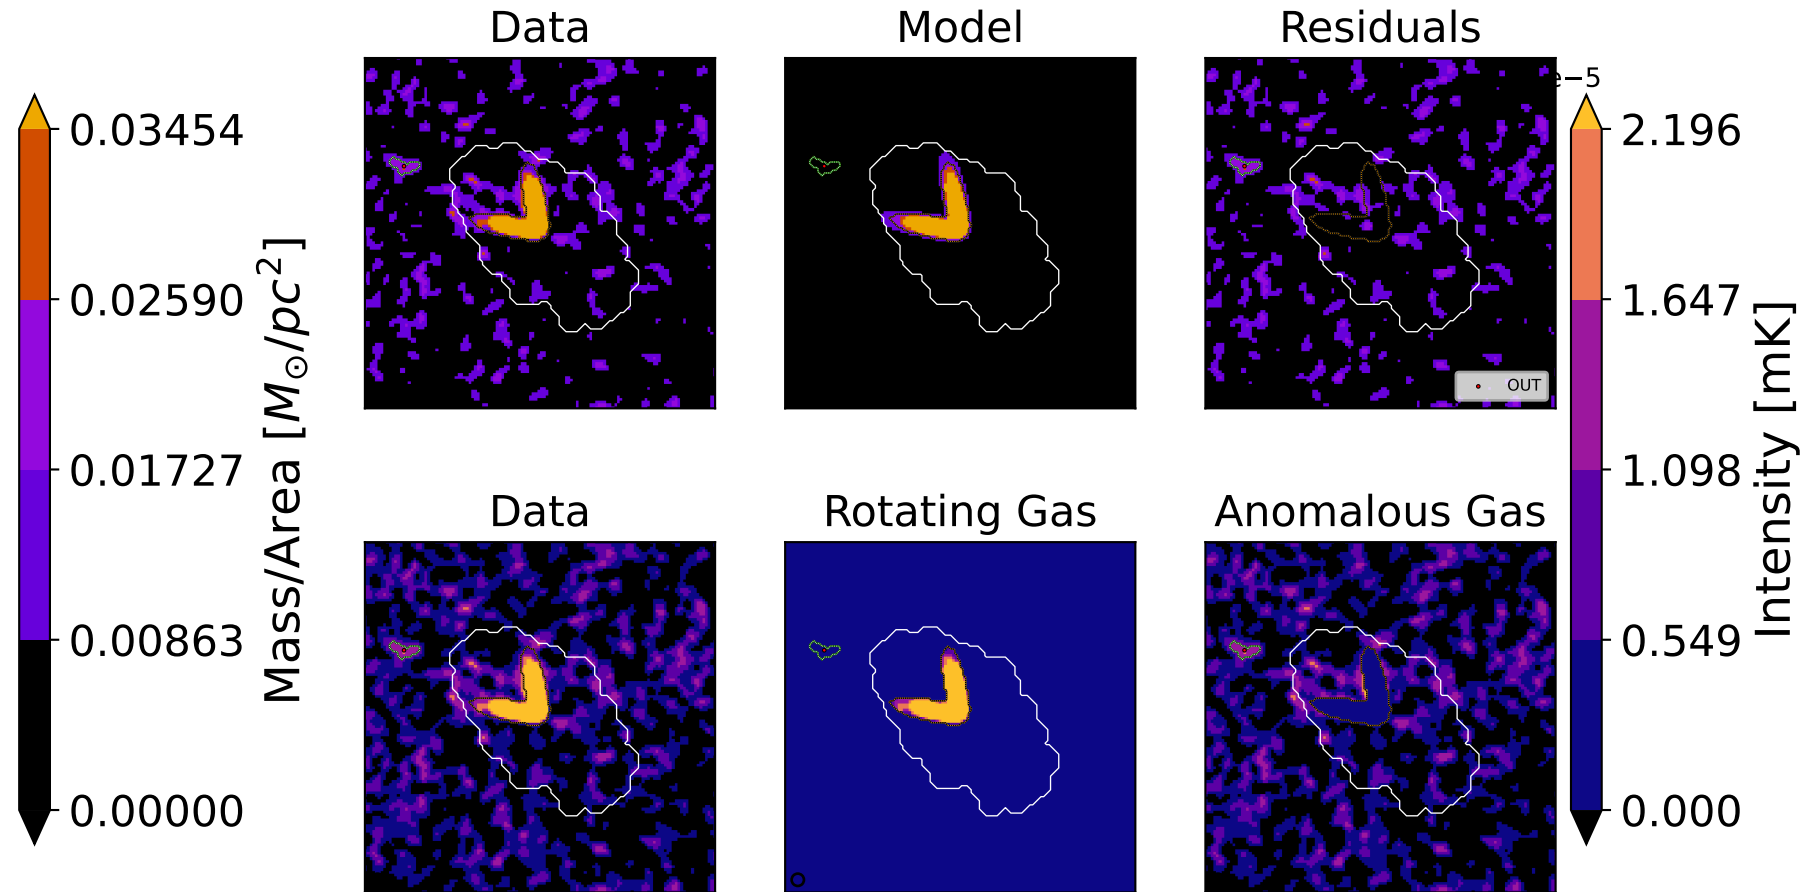 Data
Model
Residuals
e−5
0.03454
0.02590
0.01727
0.00863
0.00000
Mass/Area [M⊙/pc²]
OUT
2.196
1.647
1.098
0.549
0.000
Intensity [mK]
Data
Rotating Gas
Anomalous Gas